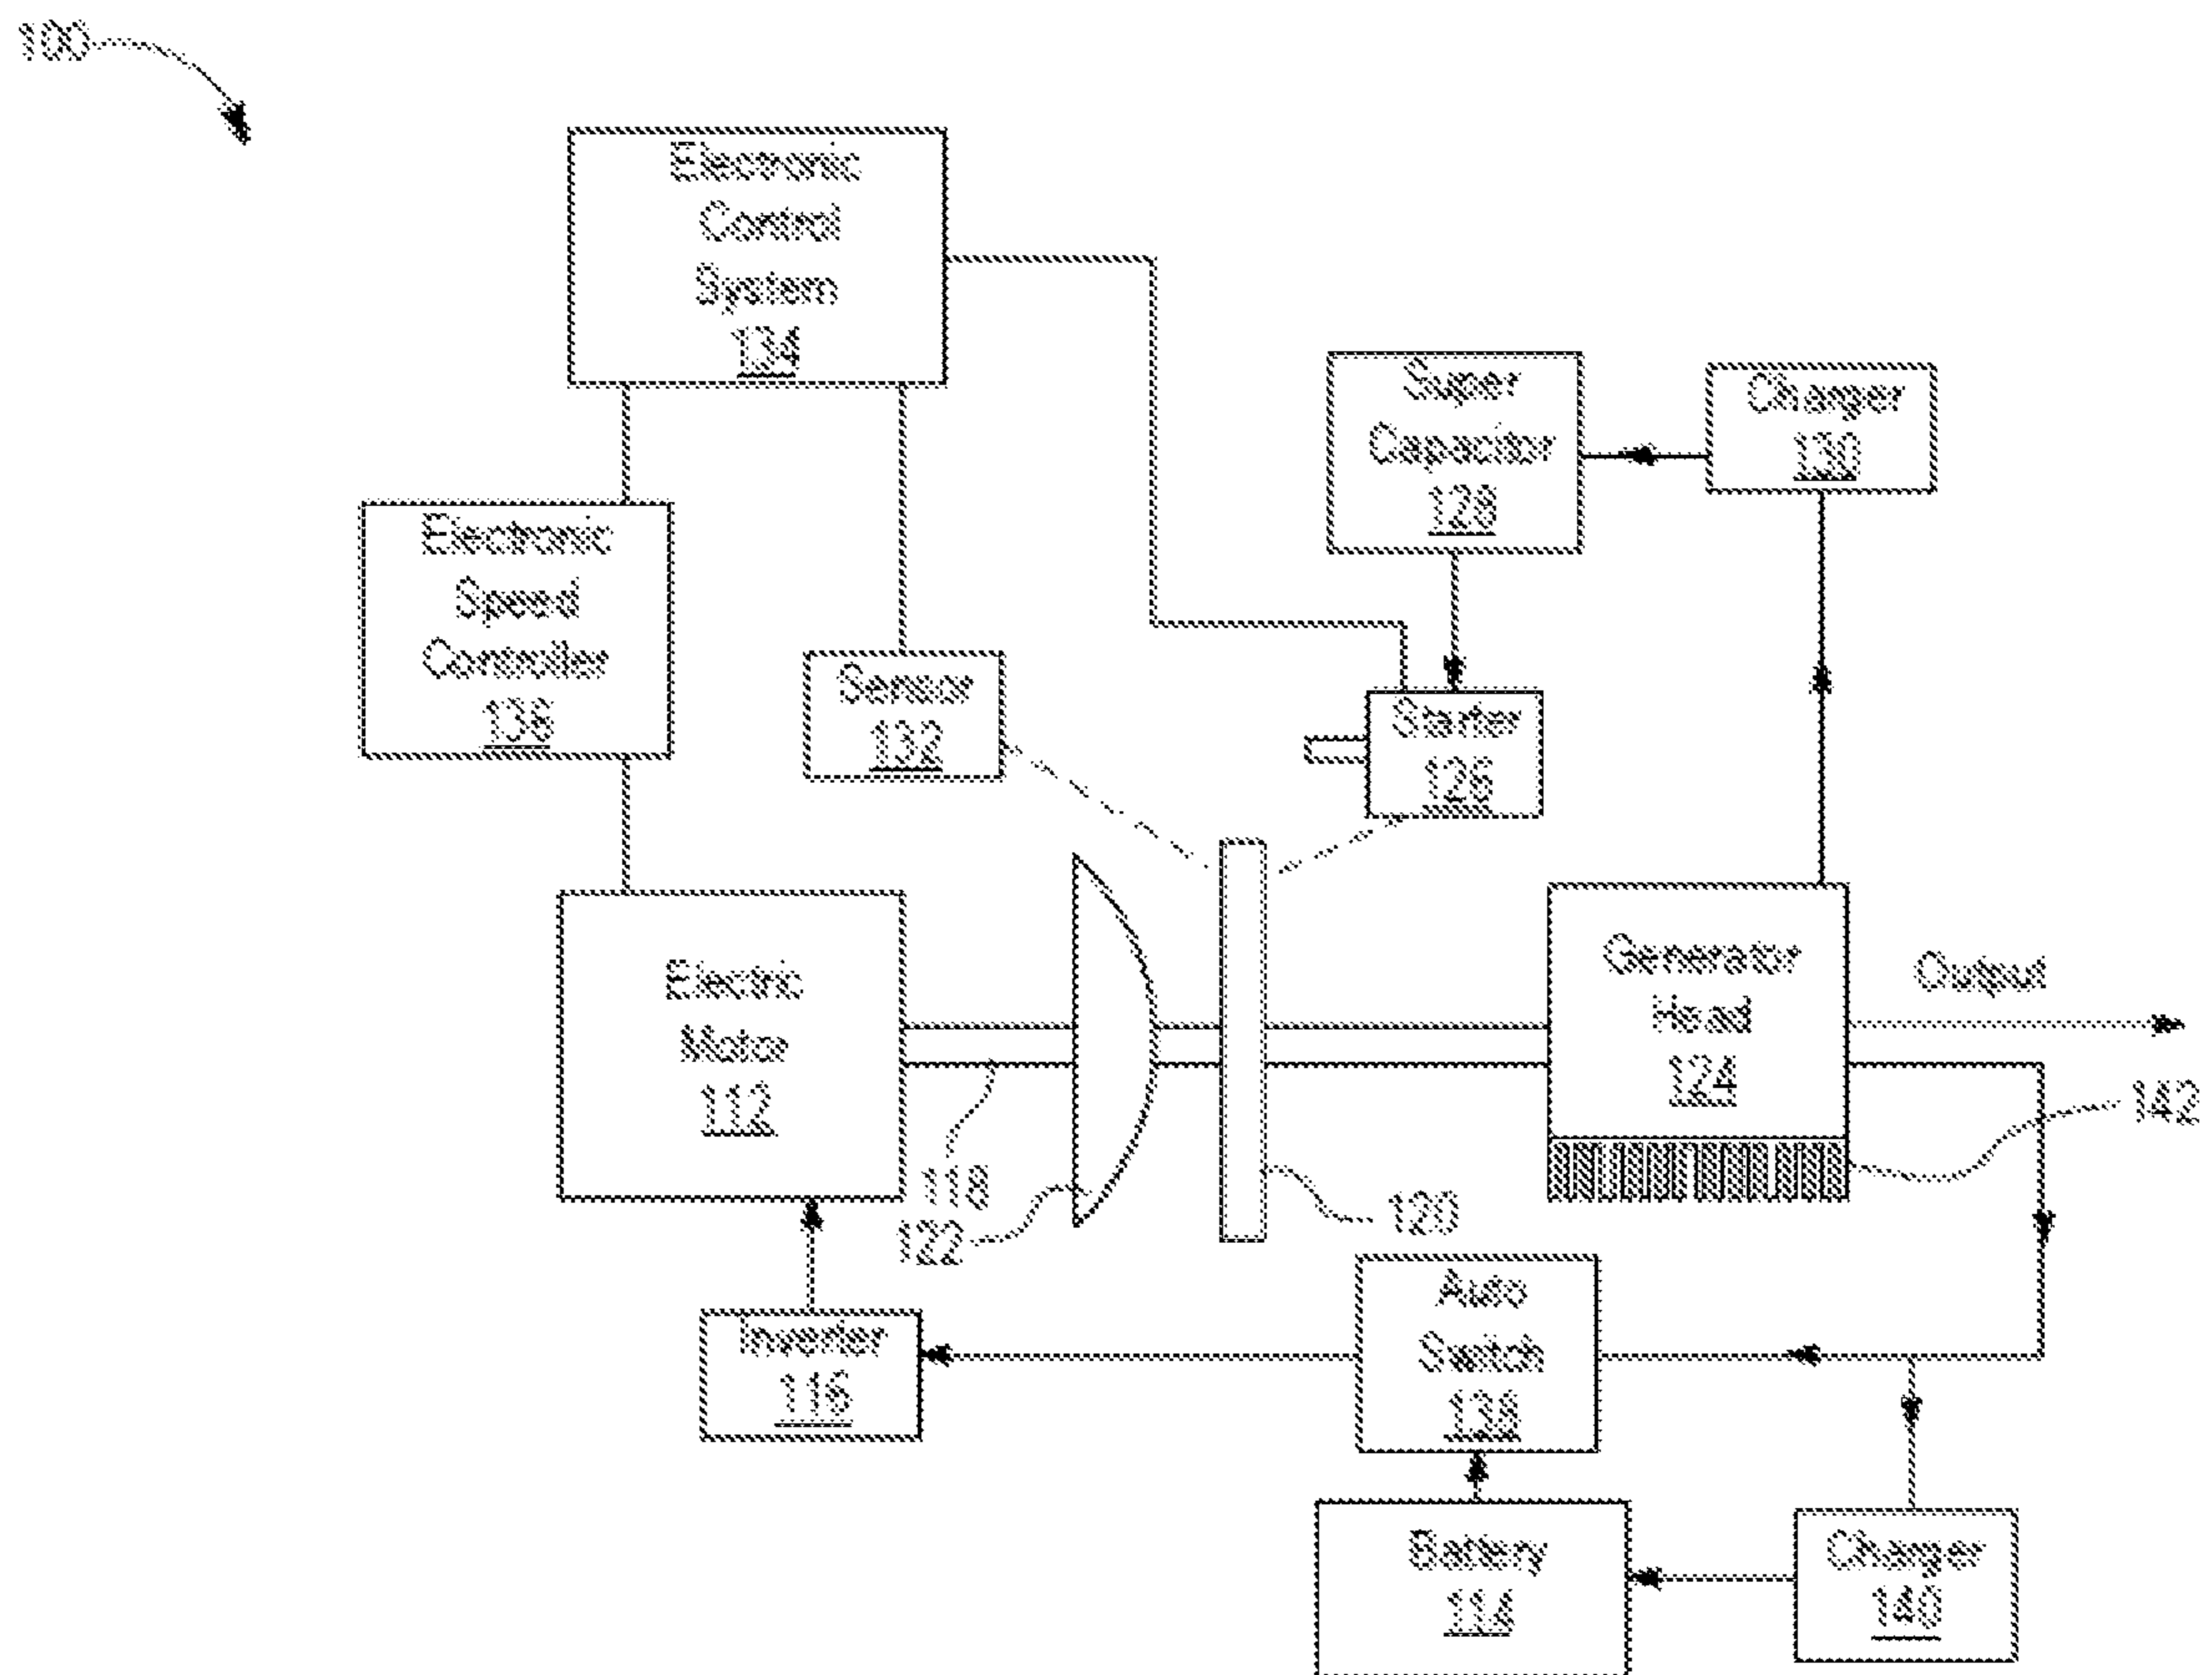 100
Electronic
Control
System
134
Super
Capacitor
128
Charger
130
Electronic
Speed
Controller
136
Sensor
132
Starter
126
Electric
Motor
112
Generator
Head
124
Output
142
118
122
120
Auto
Switch
138
Inverter
116
Battery
114
Charger
140